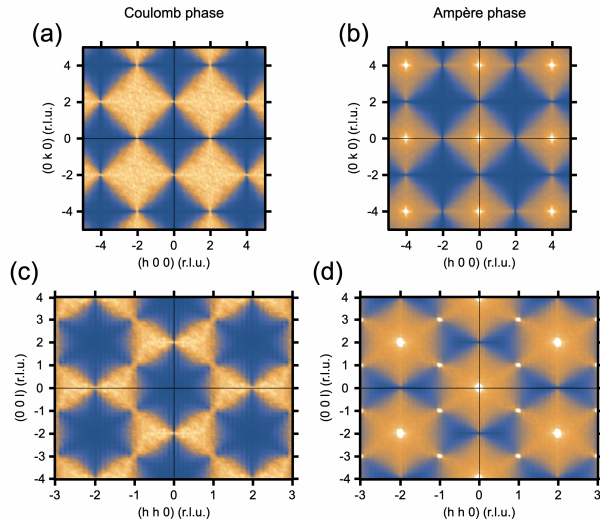 Coulomb phase
Ampère phase
(a)
(b)
4
2
0
-2
-4
(0 k 0) (r.l.u.)
-4 -2 0 2 4
(h 0 0) (r.l.u.)
4
2
0
-2
-4
(0 k 0) (r.l.u.)
-4 -2 0 2 4
(h 0 0) (r.l.u.)
(c)
(d)
4
3
2
1
0
-1
-2
-3
-4
(0 0 l) (r.l.u.)
-3 -2 -1 0 1 2 3
(h h 0) (r.l.u.)
4
3
2
1
0
-1
-2
-3
-4
(0 0 l) (r.l.u.)
-3 -2 -1 0 1 2 3
(h h 0) (r.l.u.)